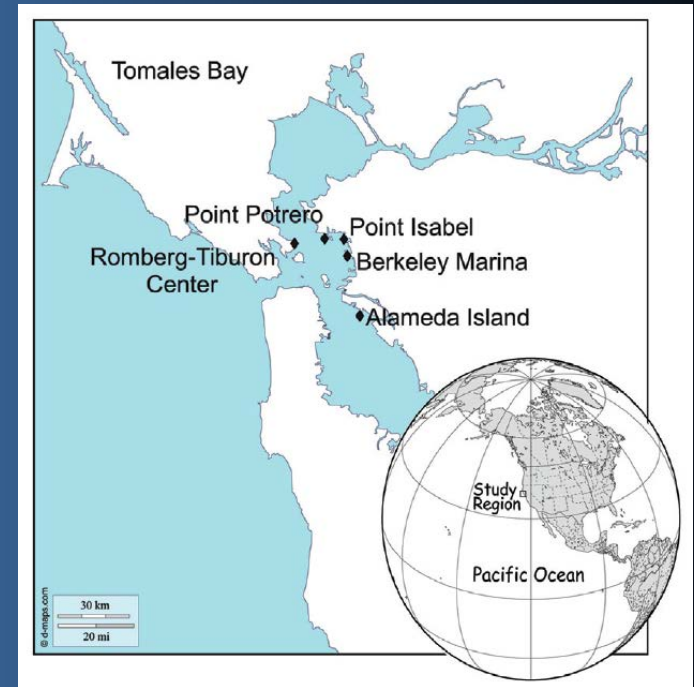 Tomales Bay
Point Potrero
Point Isabel
Romberg-Tiburon
Center
Berkeley Marina
Alameda Island
Study
Region
Pacific Ocean
© d-maps.com
30 km
20 mi